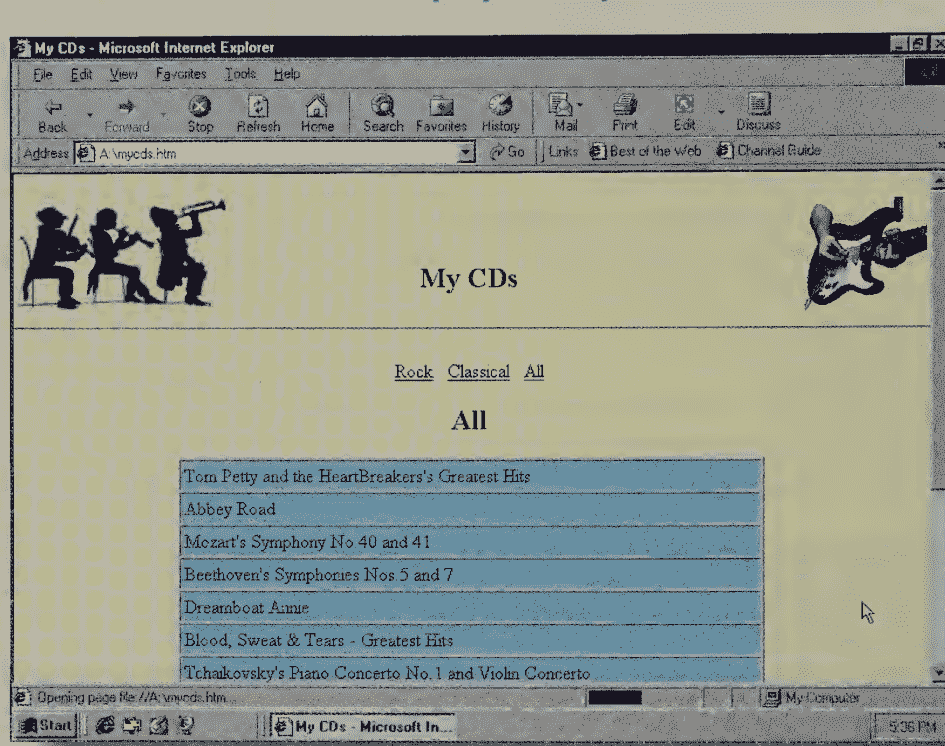 My CDs - Microsoft Internet Explorer
File Edit View Favorites Tools Help
Back Forward Stop Refresh Home Search Favorites History Mail Print Edit Discuss
Address A:\mycds.htm Go Links Best of the Web Channel Guide
My CDs
Rock Classical All
All
Tom Petty and the HeartBreakers's Greatest Hits
Abbey Road
Mozart's Symphony No 40 and 41
Beethoven's Symphonies Nos 5 and 7
Dreamboat Annie
Blood, Sweat & Tears - Greatest Hits
Tchaikovsky's Piano Concerto No. 1 and Violin Concerto
Opening page file://A:\mycds.htm... My Computer
Start My CDs - Microsoft In... 5:36 PM